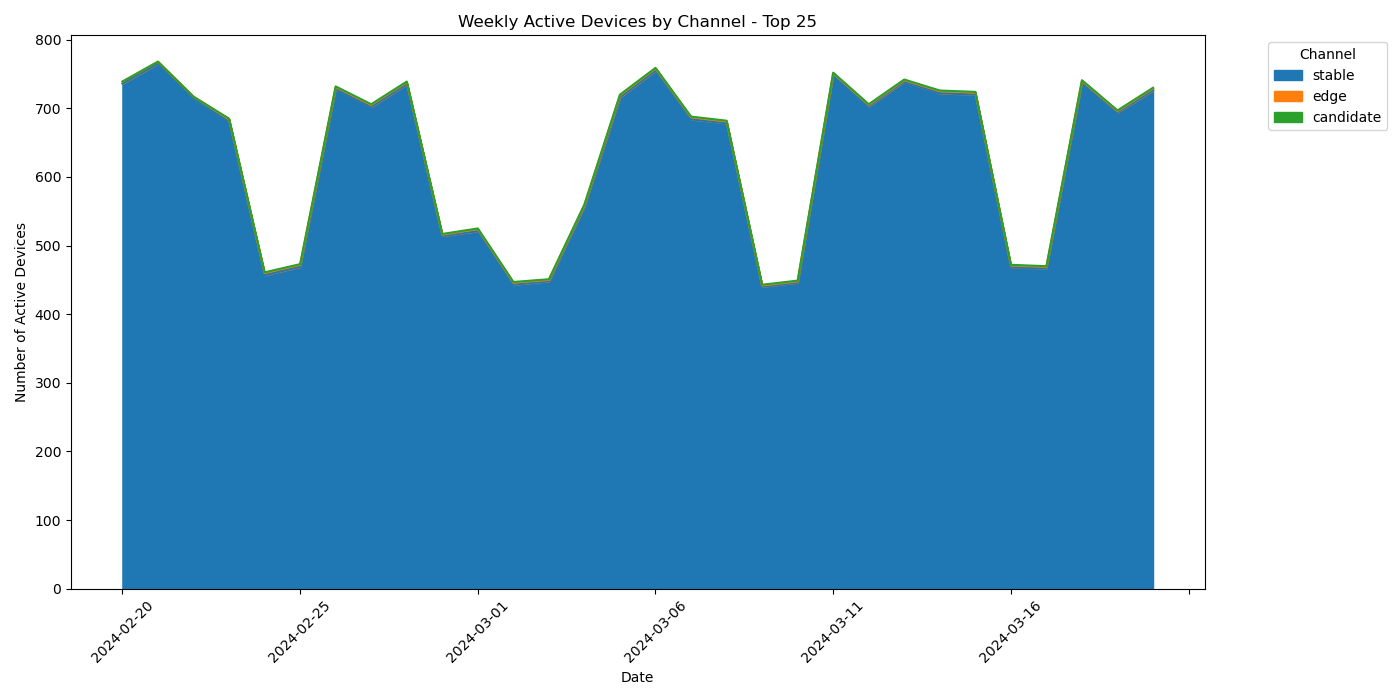 Weekly Active Devices by Channel - Top 25
Channel
stable
edge
candidate
800
700
600
500
400
300
200
100
0
Number of Active Devices
2024-02-20
2024-02-25
2024-03-01
2024-03-06
2024-03-11
2024-03-16
Date